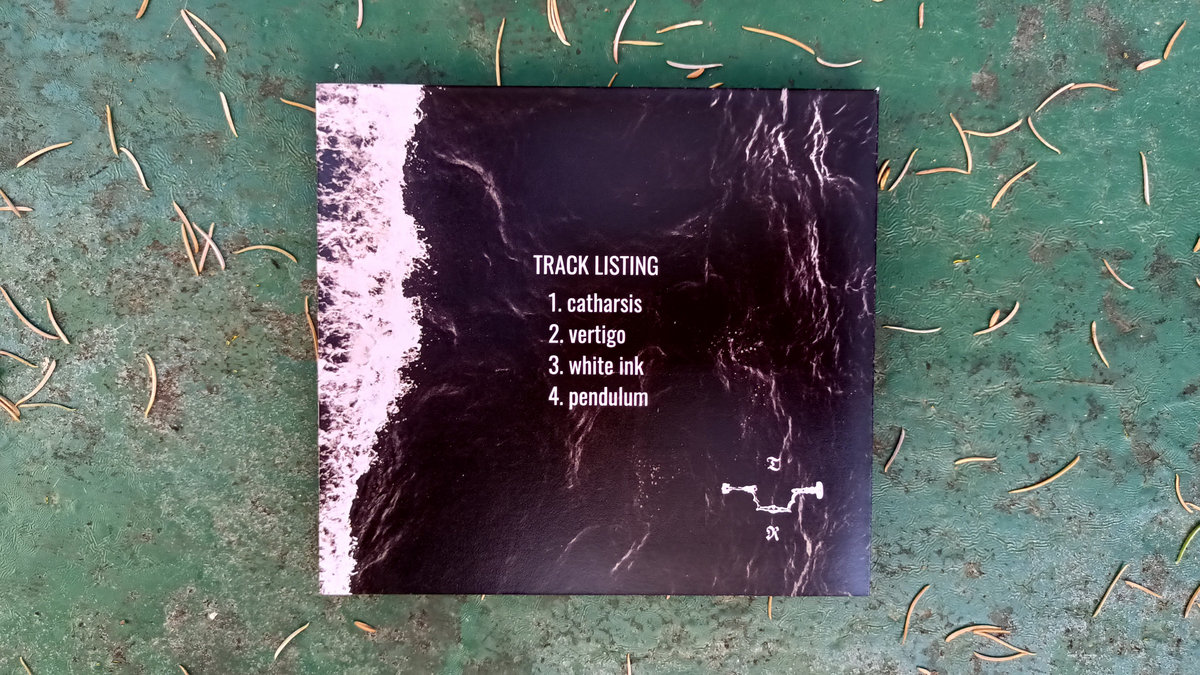 TRACK LISTING
1. catharsis
2. vertigo
3. white ink
4. pendulum
T
R